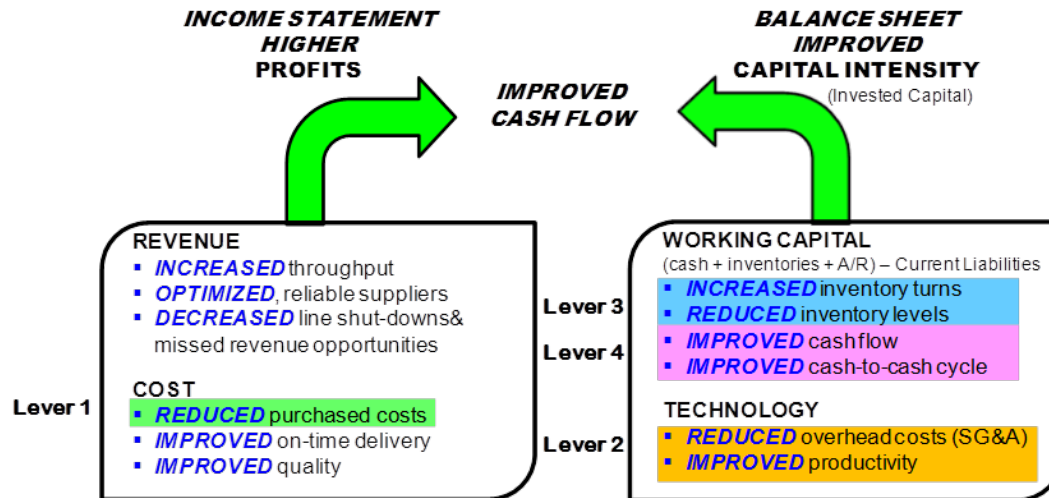 INCOME STATEMENT
HIGHER
PROFITS
IMPROVED
CASH FLOW
BALANCE SHEET
IMPROVED
CAPITAL INTENSITY
(Invested Capital)
REVENUE
▪ INCREASED throughput
▪ OPTIMIZED, reliable suppliers
▪ DECREASED line shut-downs&
missed revenue opportunities
COST
Lever 1
▪ REDUCED purchased costs
▪ IMPROVED on-time delivery
▪ IMPROVED quality
WORKING CAPITAL
(cash + inventories + A/R) – Current Liabilities
Lever 3
▪ INCREASED inventory turns
▪ REDUCED inventory levels
Lever 4
▪ IMPROVED cash flow
▪ IMPROVED cash-to-cash cycle
TECHNOLOGY
Lever 2
▪ REDUCED overhead costs (SG&A)
▪ IMPROVED productivity